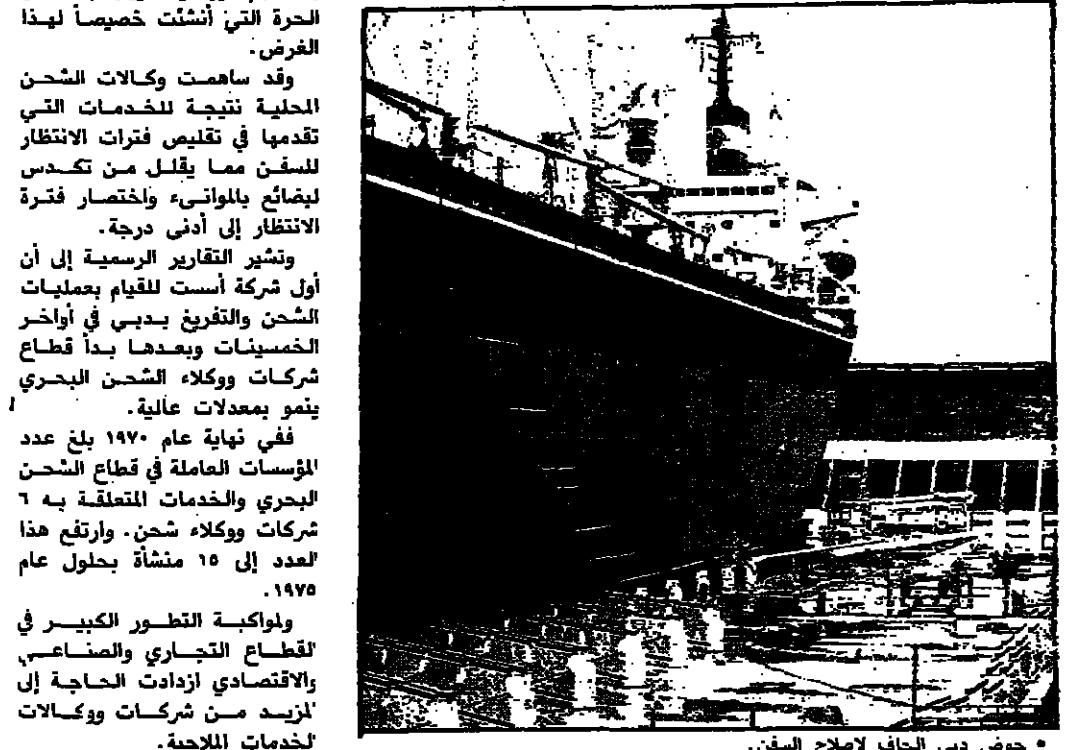 الحرة التي أنشئت خصيصاً لهذا
الغرض.
وقد ساهمت وكالات الشحن
المحلية نتيجة للخدمات التي
تقدمها في تقليص فترات الانتظار
للسفن مما يقلل من تكدس
لبضائع بالموانىء واختصار فترة
الانتظار إلى أدنى درجة.
وتشير التقارير الرسمية إلى أن
أول شركة أسست للقيام بعمليات
الشحن والتفريغ بدبي في أواخر
الخمسينات وبعدها بدأ قطاع
شركات ووكلاء الشحن البحري
ينمو بمعدلات عالية.
ففي نهاية عام ١٩٧٠ بلغ عدد
المؤسسات العاملة في قطاع الشحن
البحري والخدمات المتعلقة به ٦
شركات ووكلاء شحن. وارتفع هذا
العدد إلى ١٥ منشأة بحلول عام
١٩٧٥.
ولمواكبة التطور الكبير في
القطاع التجاري والصناعي
والاقتصادي ازدادت الحاجة إلى
المزيد من شركات ووكالات
الخدمات الملاحية.
• حوض دبي الجاف لاصلاح السفن.